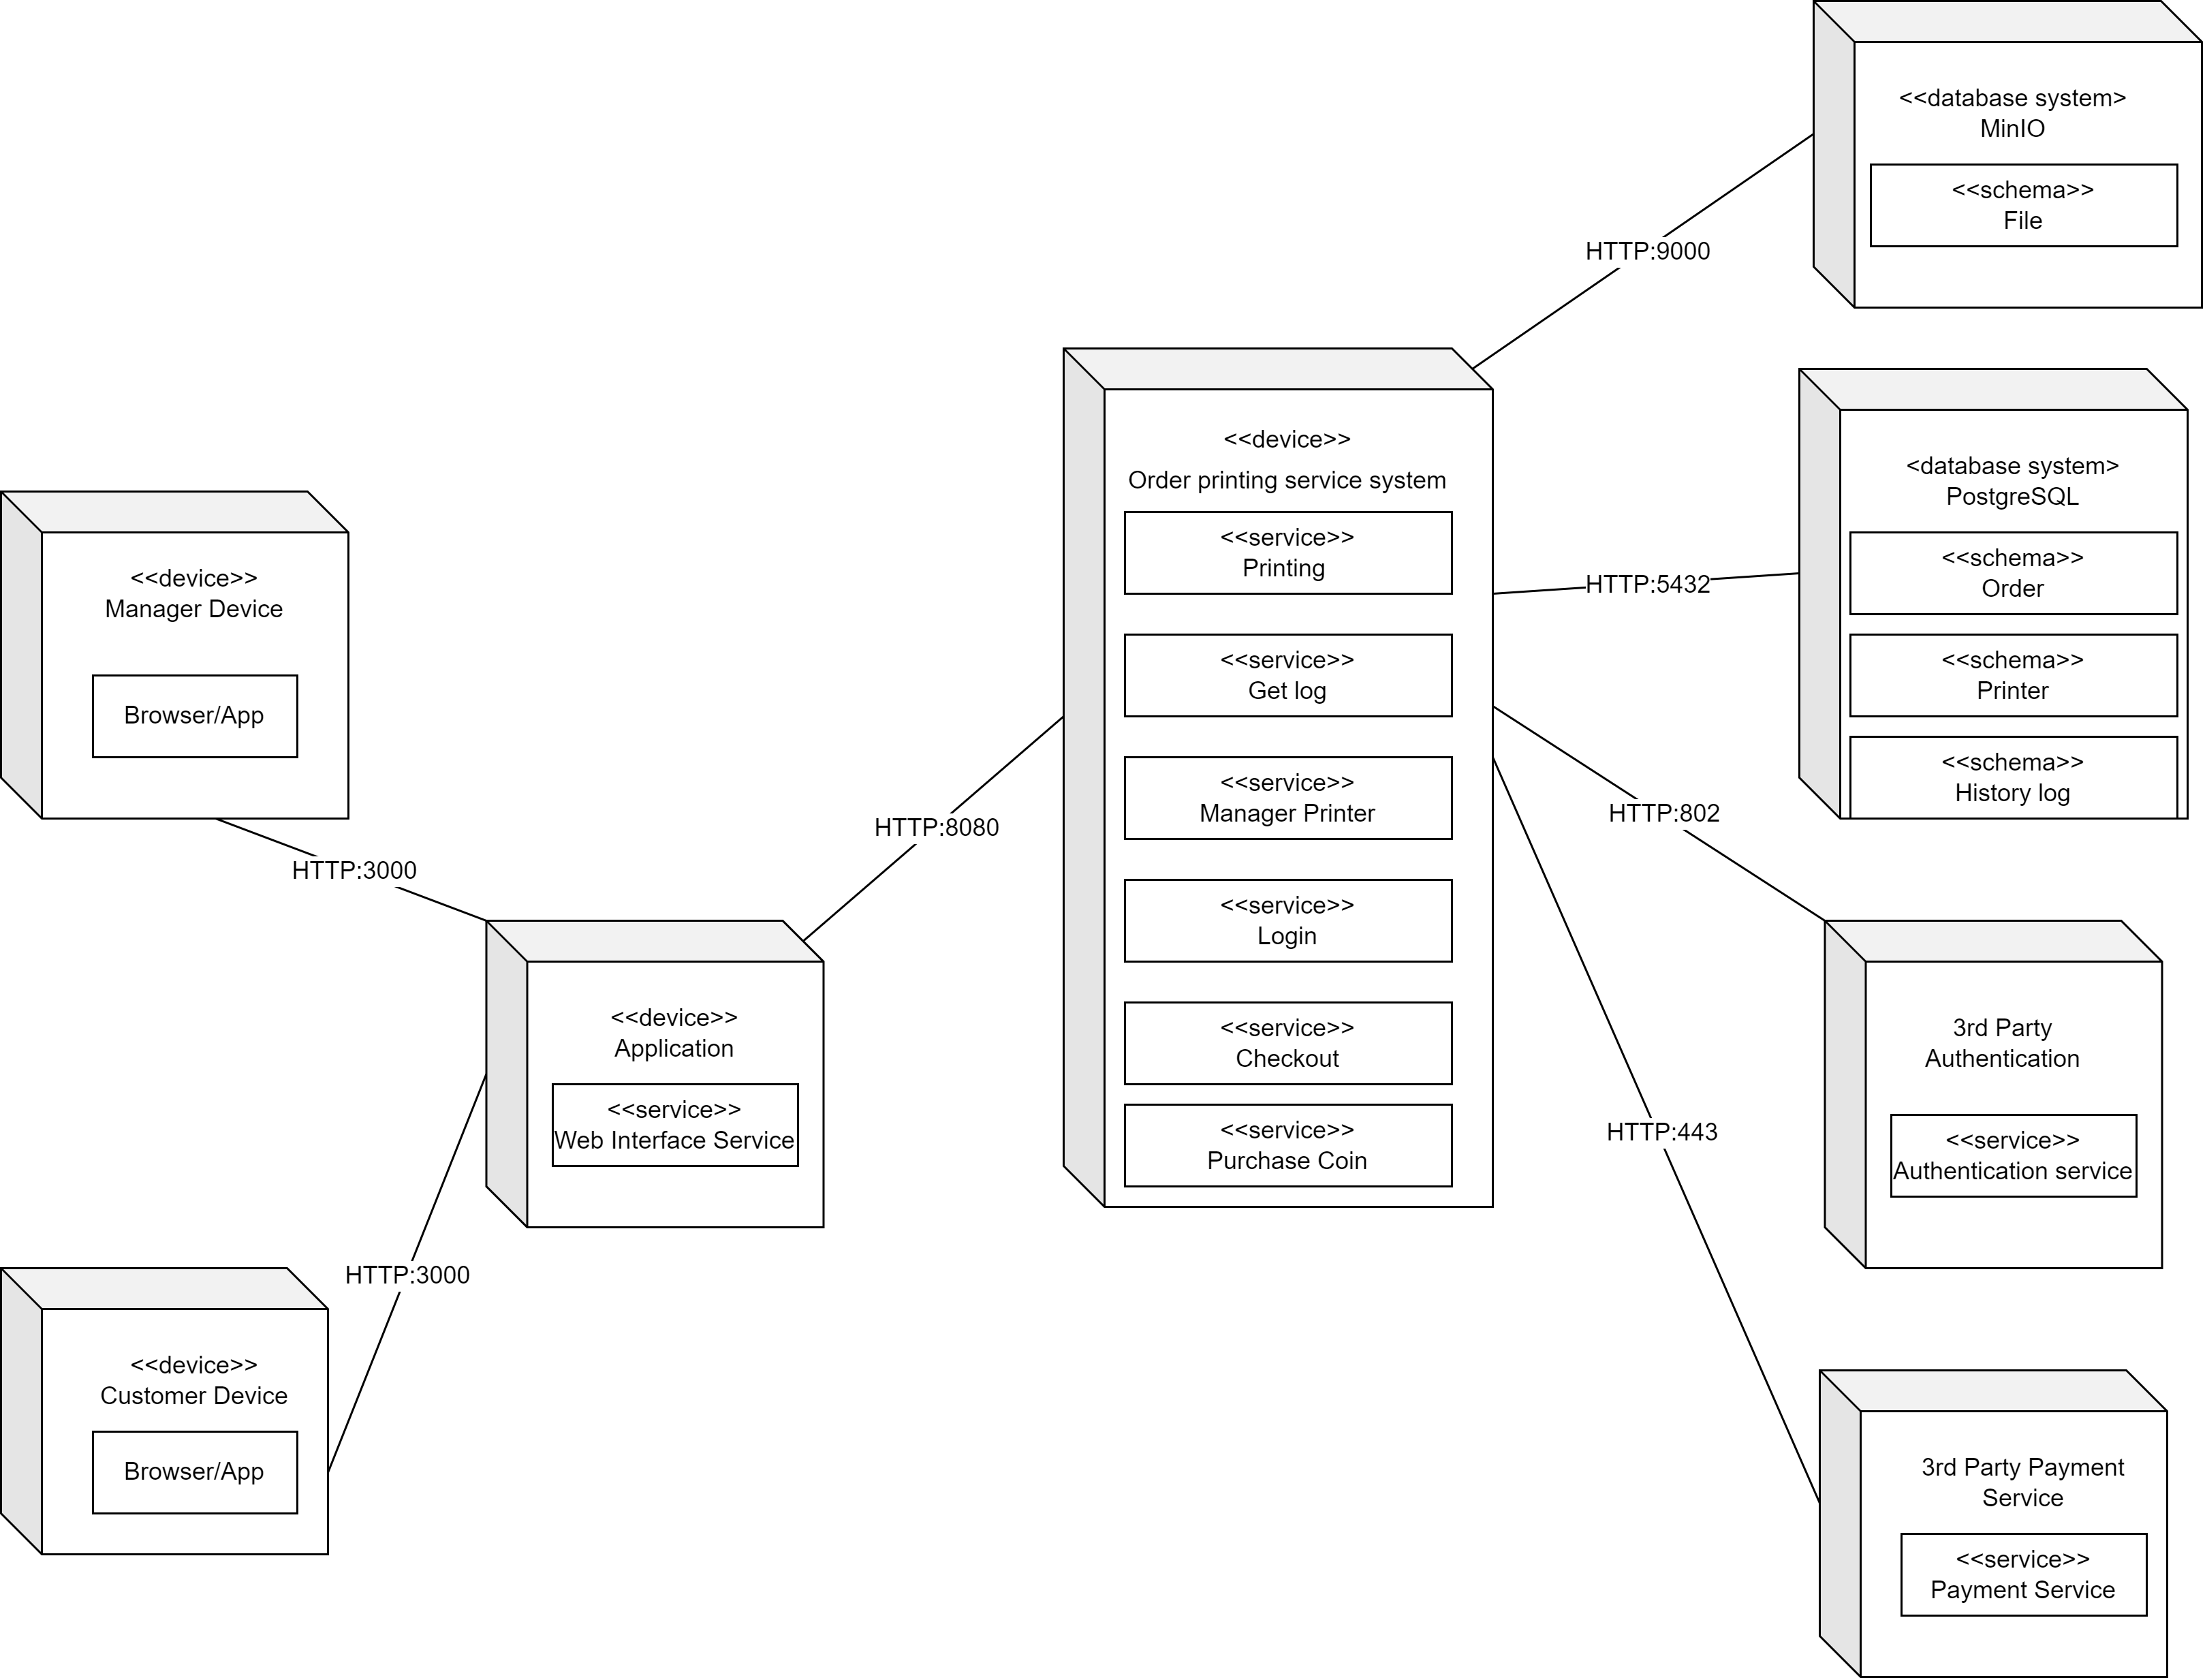 <<database system>
MinIO
<<schema>>
File
HTTP:9000
<<device>>
Order printing service system
<<service>>
Printing
<<service>>
Get log
<<service>>
Manager Printer
<<service>>
Login
<<service>>
Checkout
<<service>>
Purchase Coin
<database system>
PostgreSQL
<<schema>>
Order
<<schema>>
Printer
<<schema>>
History log
HTTP:5432
<<device>>
Manager Device
Browser/App
HTTP:3000
HTTP:8080
HTTP:802
<<device>>
Application
<<service>>
Web Interface Service
3rd Party
Authentication
<<service>>
Authentication service
HTTP:443
HTTP:3000
<<device>>
Customer Device
Browser/App
3rd Party Payment
Service
<<service>>
Payment Service